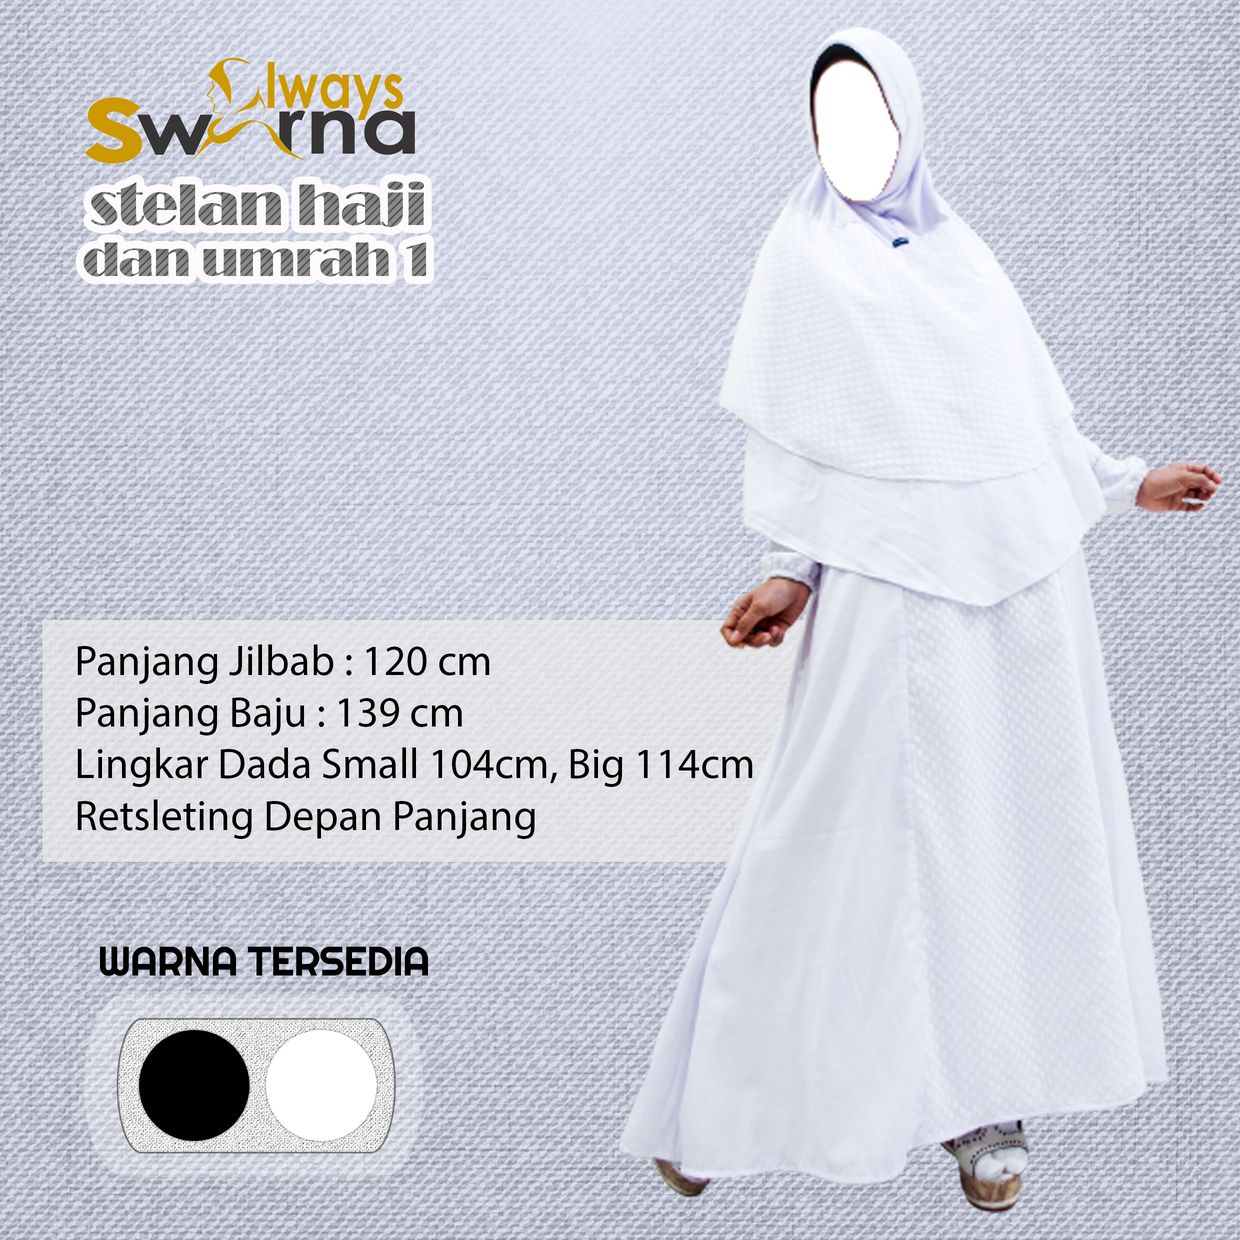 Always
Swarna
stelan haji
dan umrah 1
Panjang Jilbab : 120 cm
Panjang Baju : 139 cm
Lingkar Dada Small 104cm, Big 114cm
Retsleting Depan Panjang
WARNA TERSEDIA